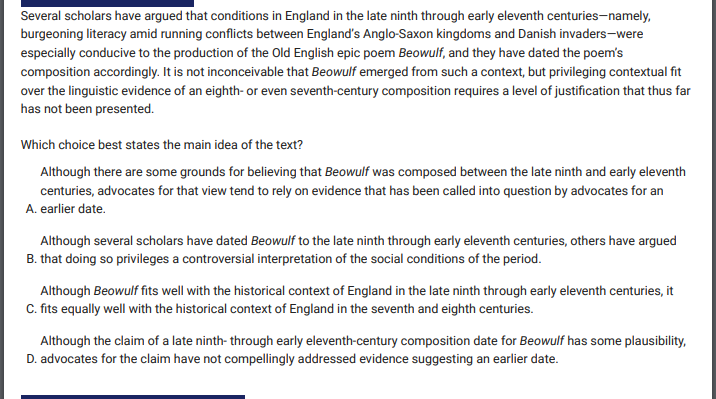 Several scholars have argued that conditions in England in the late ninth through early eleventh centuries—namely,
burgeoning literacy amid running conflicts between England's Anglo-Saxon kingdoms and Danish invaders—were
especially conducive to the production of the Old English epic poem Beowulf, and they have dated the poem's
composition accordingly. It is not inconceivable that Beowulf emerged from such a context, but privileging contextual fit
over the linguistic evidence of an eighth- or even seventh-century composition requires a level of justification that thus far
has not been presented.
Which choice best states the main idea of the text?
Although there are some grounds for believing that Beowulf was composed between the late ninth and early eleventh
centuries, advocates for that view tend to rely on evidence that has been called into question by advocates for an
A. earlier date.
Although several scholars have dated Beowulf to the late ninth through early eleventh centuries, others have argued
B. that doing so privileges a controversial interpretation of the social conditions of the period.
Although Beowulf fits well with the historical context of England in the late ninth through early eleventh centuries, it
C. fits equally well with the historical context of England in the seventh and eighth centuries.
Although the claim of a late ninth- through early eleventh-century composition date for Beowulf has some plausibility,
D. advocates for the claim have not compellingly addressed evidence suggesting an earlier date.